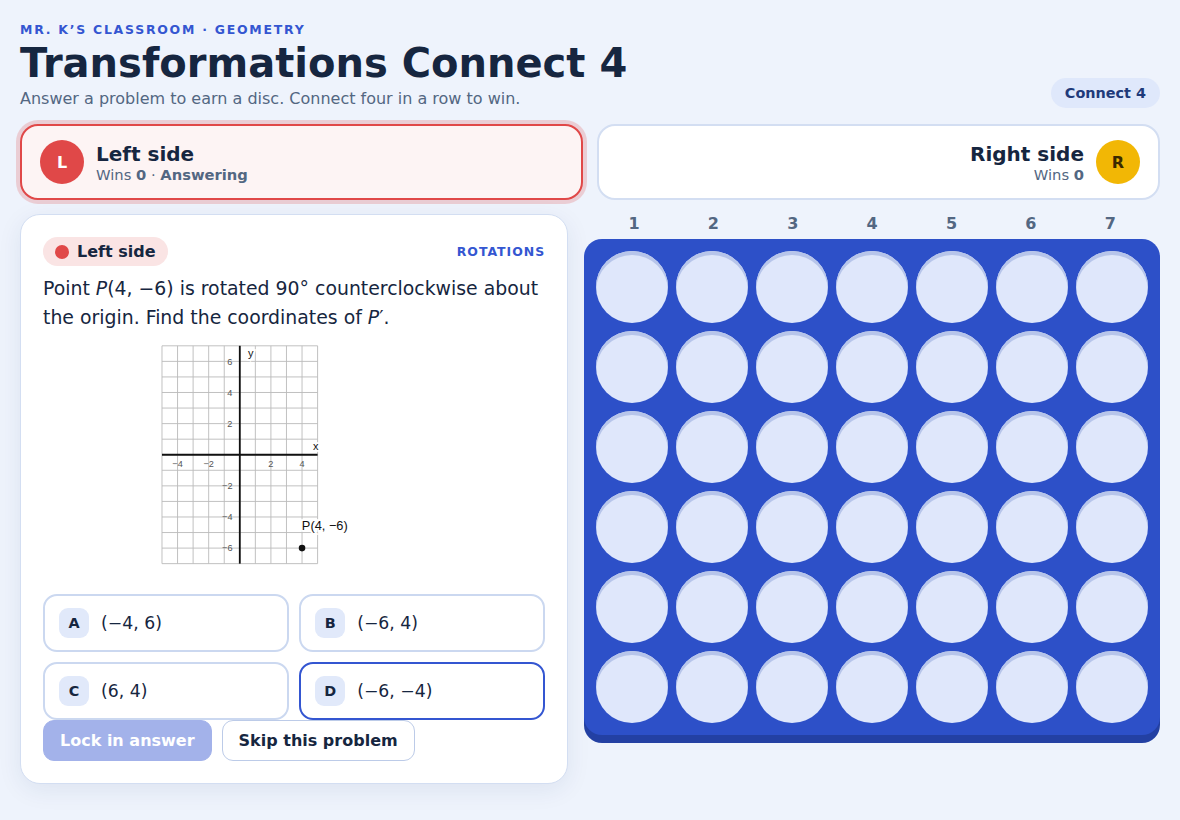 MR. K’S CLASSROOM · GEOMETRY
Transformations Connect 4
Answer a problem to earn a disc. Connect four in a row to win.
Connect 4
L
Left side
Wins 0 · Answering
Right side
Wins 0
R
Left side
ROTATIONS
Point P(4, −6) is rotated 90° counterclockwise about
the origin. Find the coordinates of P′.
y
6
4
2
x
−4 −2 2 4
−2
−4
P(4, −6)
−6
A (−4, 6)
B (−6, 4)
C (6, 4)
D (−6, −4)
Lock in answer
Skip this problem
1 2 3 4 5 6 7